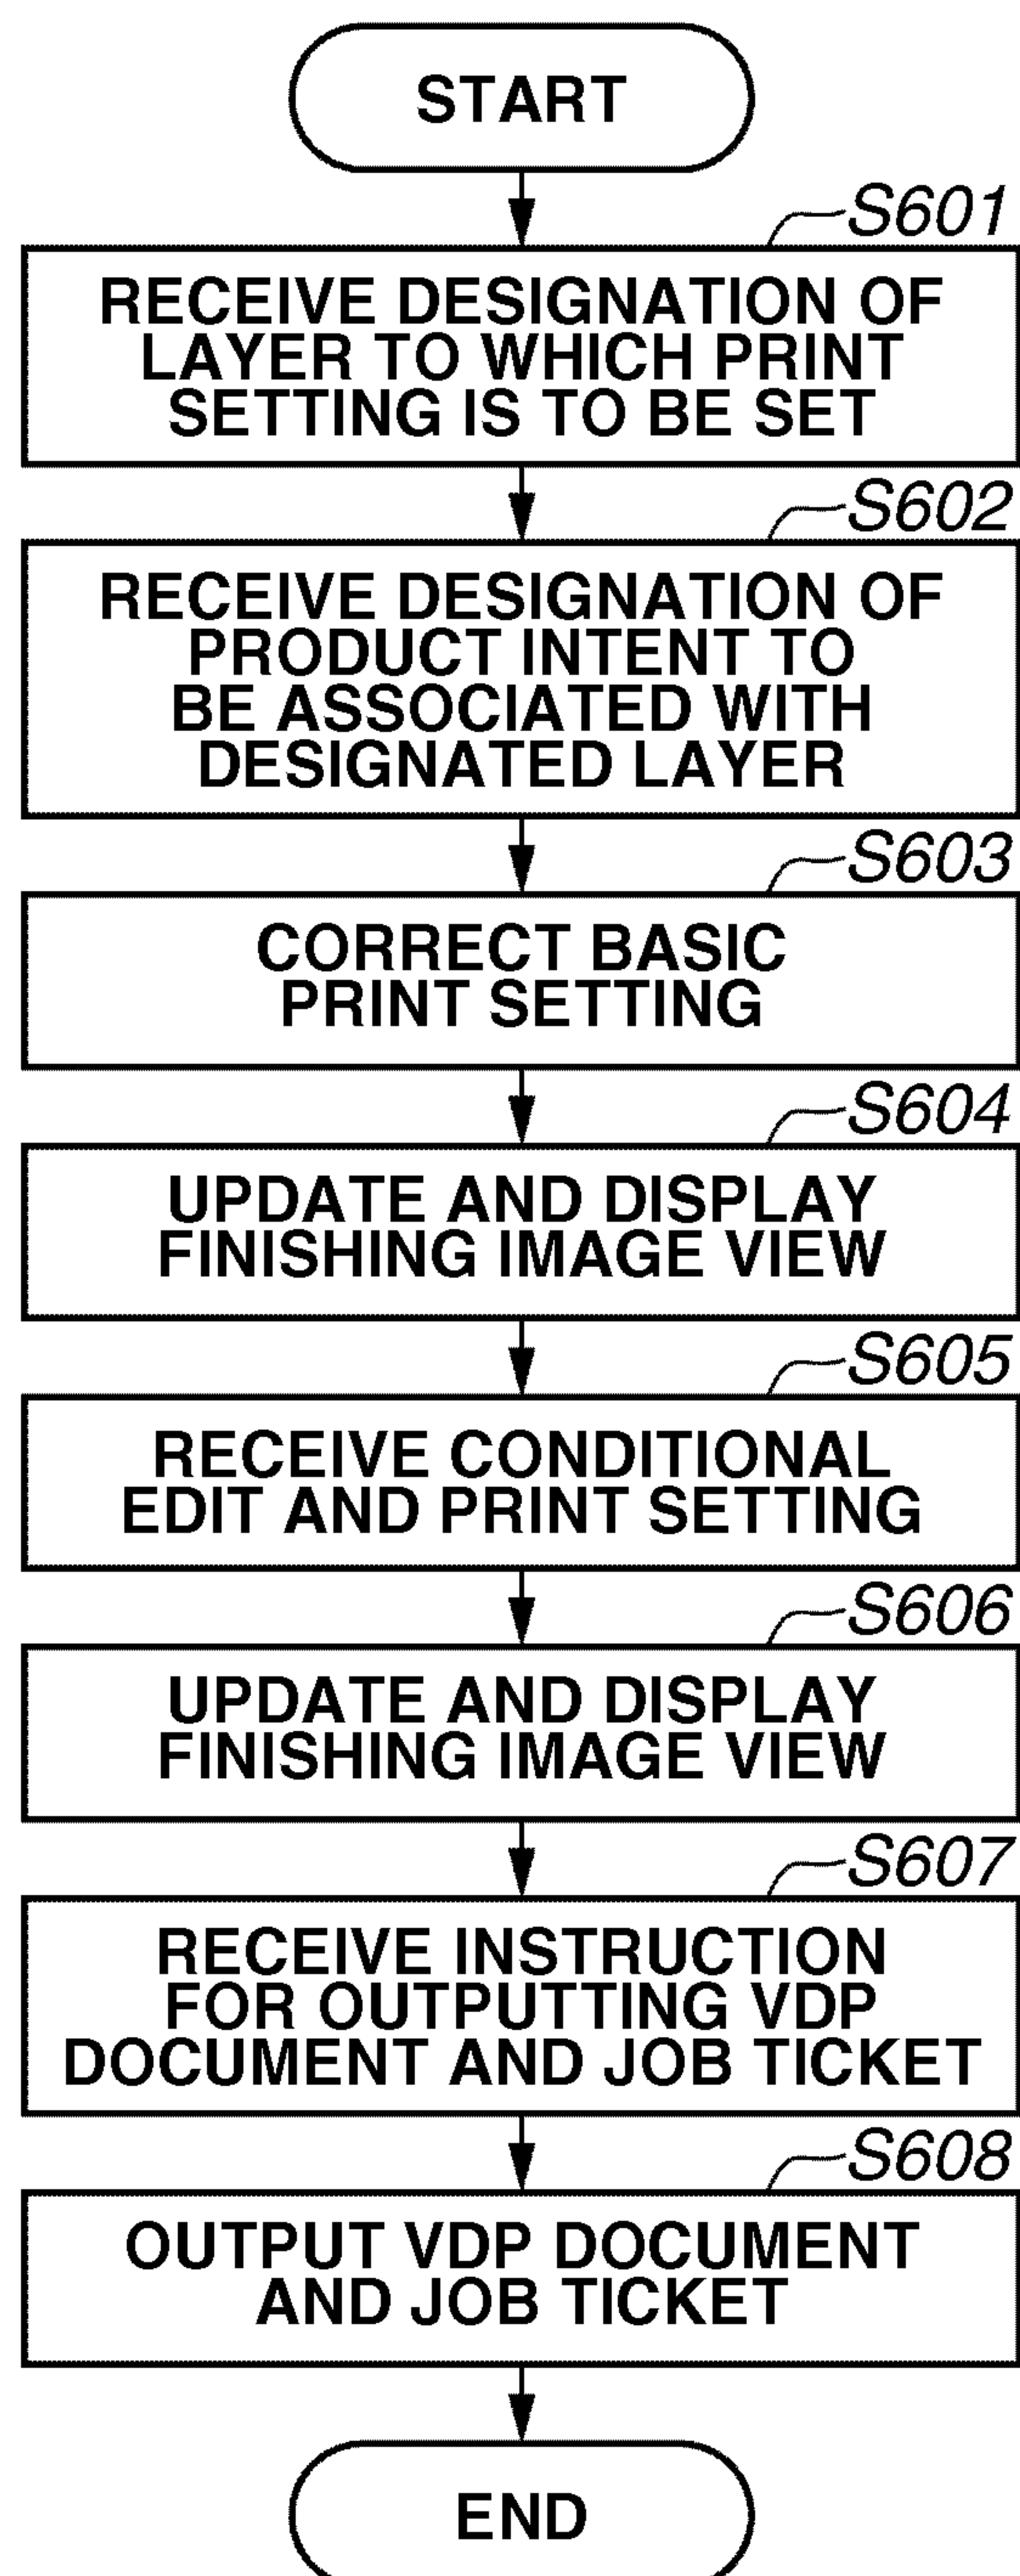 START
S601
RECEIVE DESIGNATION OF
LAYER TO WHICH PRINT
SETTING IS TO BE SET
S602
RECEIVE DESIGNATION OF
PRODUCT INTENT TO
BE ASSOCIATED WITH
DESIGNATED LAYER
S603
CORRECT BASIC
PRINT SETTING
S604
UPDATE AND DISPLAY
FINISHING IMAGE VIEW
S605
RECEIVE CONDITIONAL
EDIT AND PRINT SETTING
S606
UPDATE AND DISPLAY
FINISHING IMAGE VIEW
S607
RECEIVE INSTRUCTION
FOR OUTPUTTING VDP
DOCUMENT AND JOB TICKET
S608
OUTPUT VDP DOCUMENT
AND JOB TICKET
END